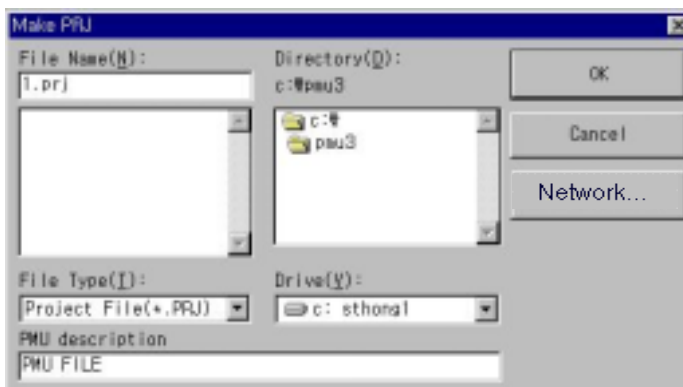 Make PRJ
File Name(N):
1.prj
Directory(D):
c:₩pmu3
c:₩
pmu3
OK
Cancel
Network...
File Type(T):
Project File(*.PRJ)
Drive(V):
c: sthong1
PMU description
PMU FILE